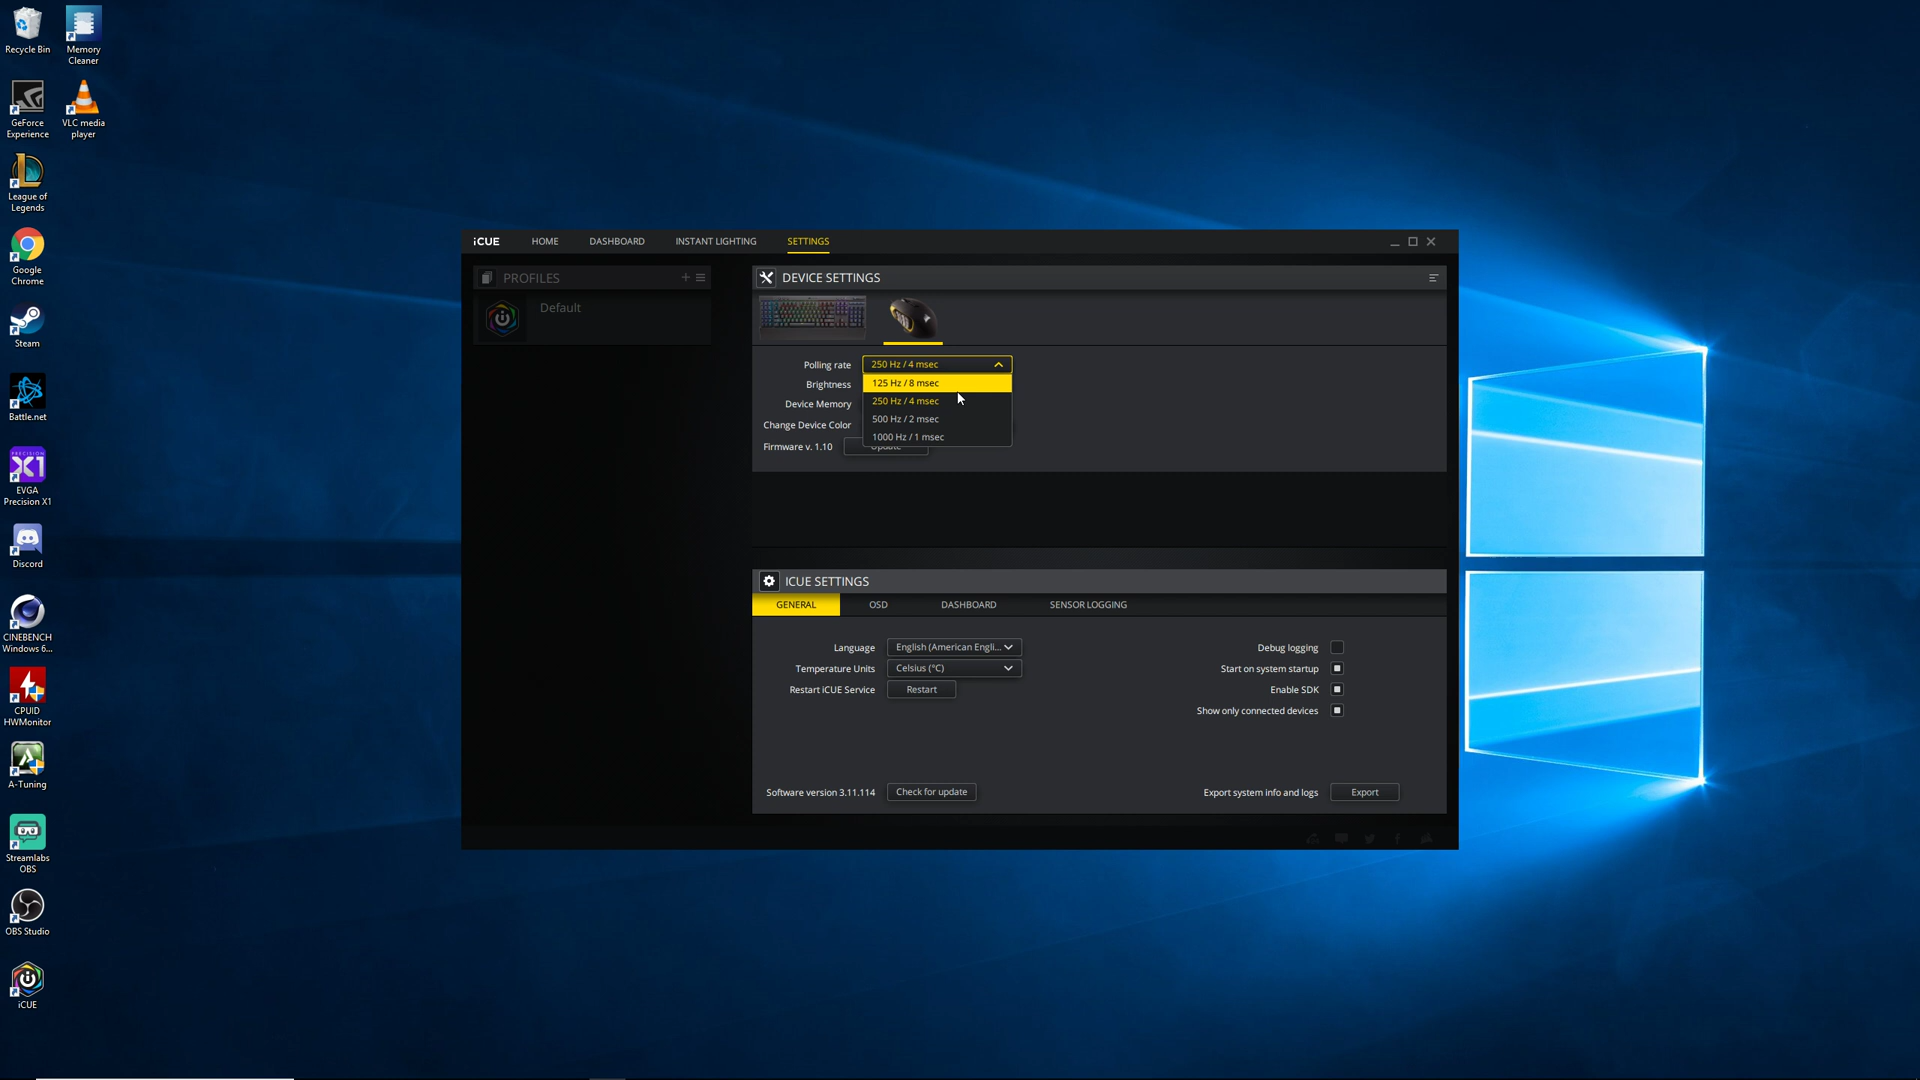 Recycle Bin
Memory
Cleaner
GeForce
Experience
VLC media
player
League of
Legends
Google
Chrome
Steam
Battle.net
PRECISION
X1
EVGA
Precision X1
Discord
CINEBENCH
Windows 6...
CPUID
HWMonitor
A-Tuning
Streamlabs
OBS
OBS Studio
iCUE
iCUE HOME DASHBOARD INSTANT LIGHTING SETTINGS
PROFILES
Default
DEVICE SETTINGS
Polling rate 250 Hz / 4 msec
Brightness 125 Hz / 8 msec
Device Memory 250 Hz / 4 msec
Change Device Color 500 Hz / 2 msec
1000 Hz / 1 msec
Firmware v. 1.10 Update
ICUE SETTINGS
GENERAL OSD DASHBOARD SENSOR LOGGING
Language English (American Engli... Debug logging
Temperature Units Celsius (°C) Start on system startup
Restart iCUE Service Restart Enable SDK
Show only connected devices
Software version 3.11.114 Check for update Export system info and logs Export